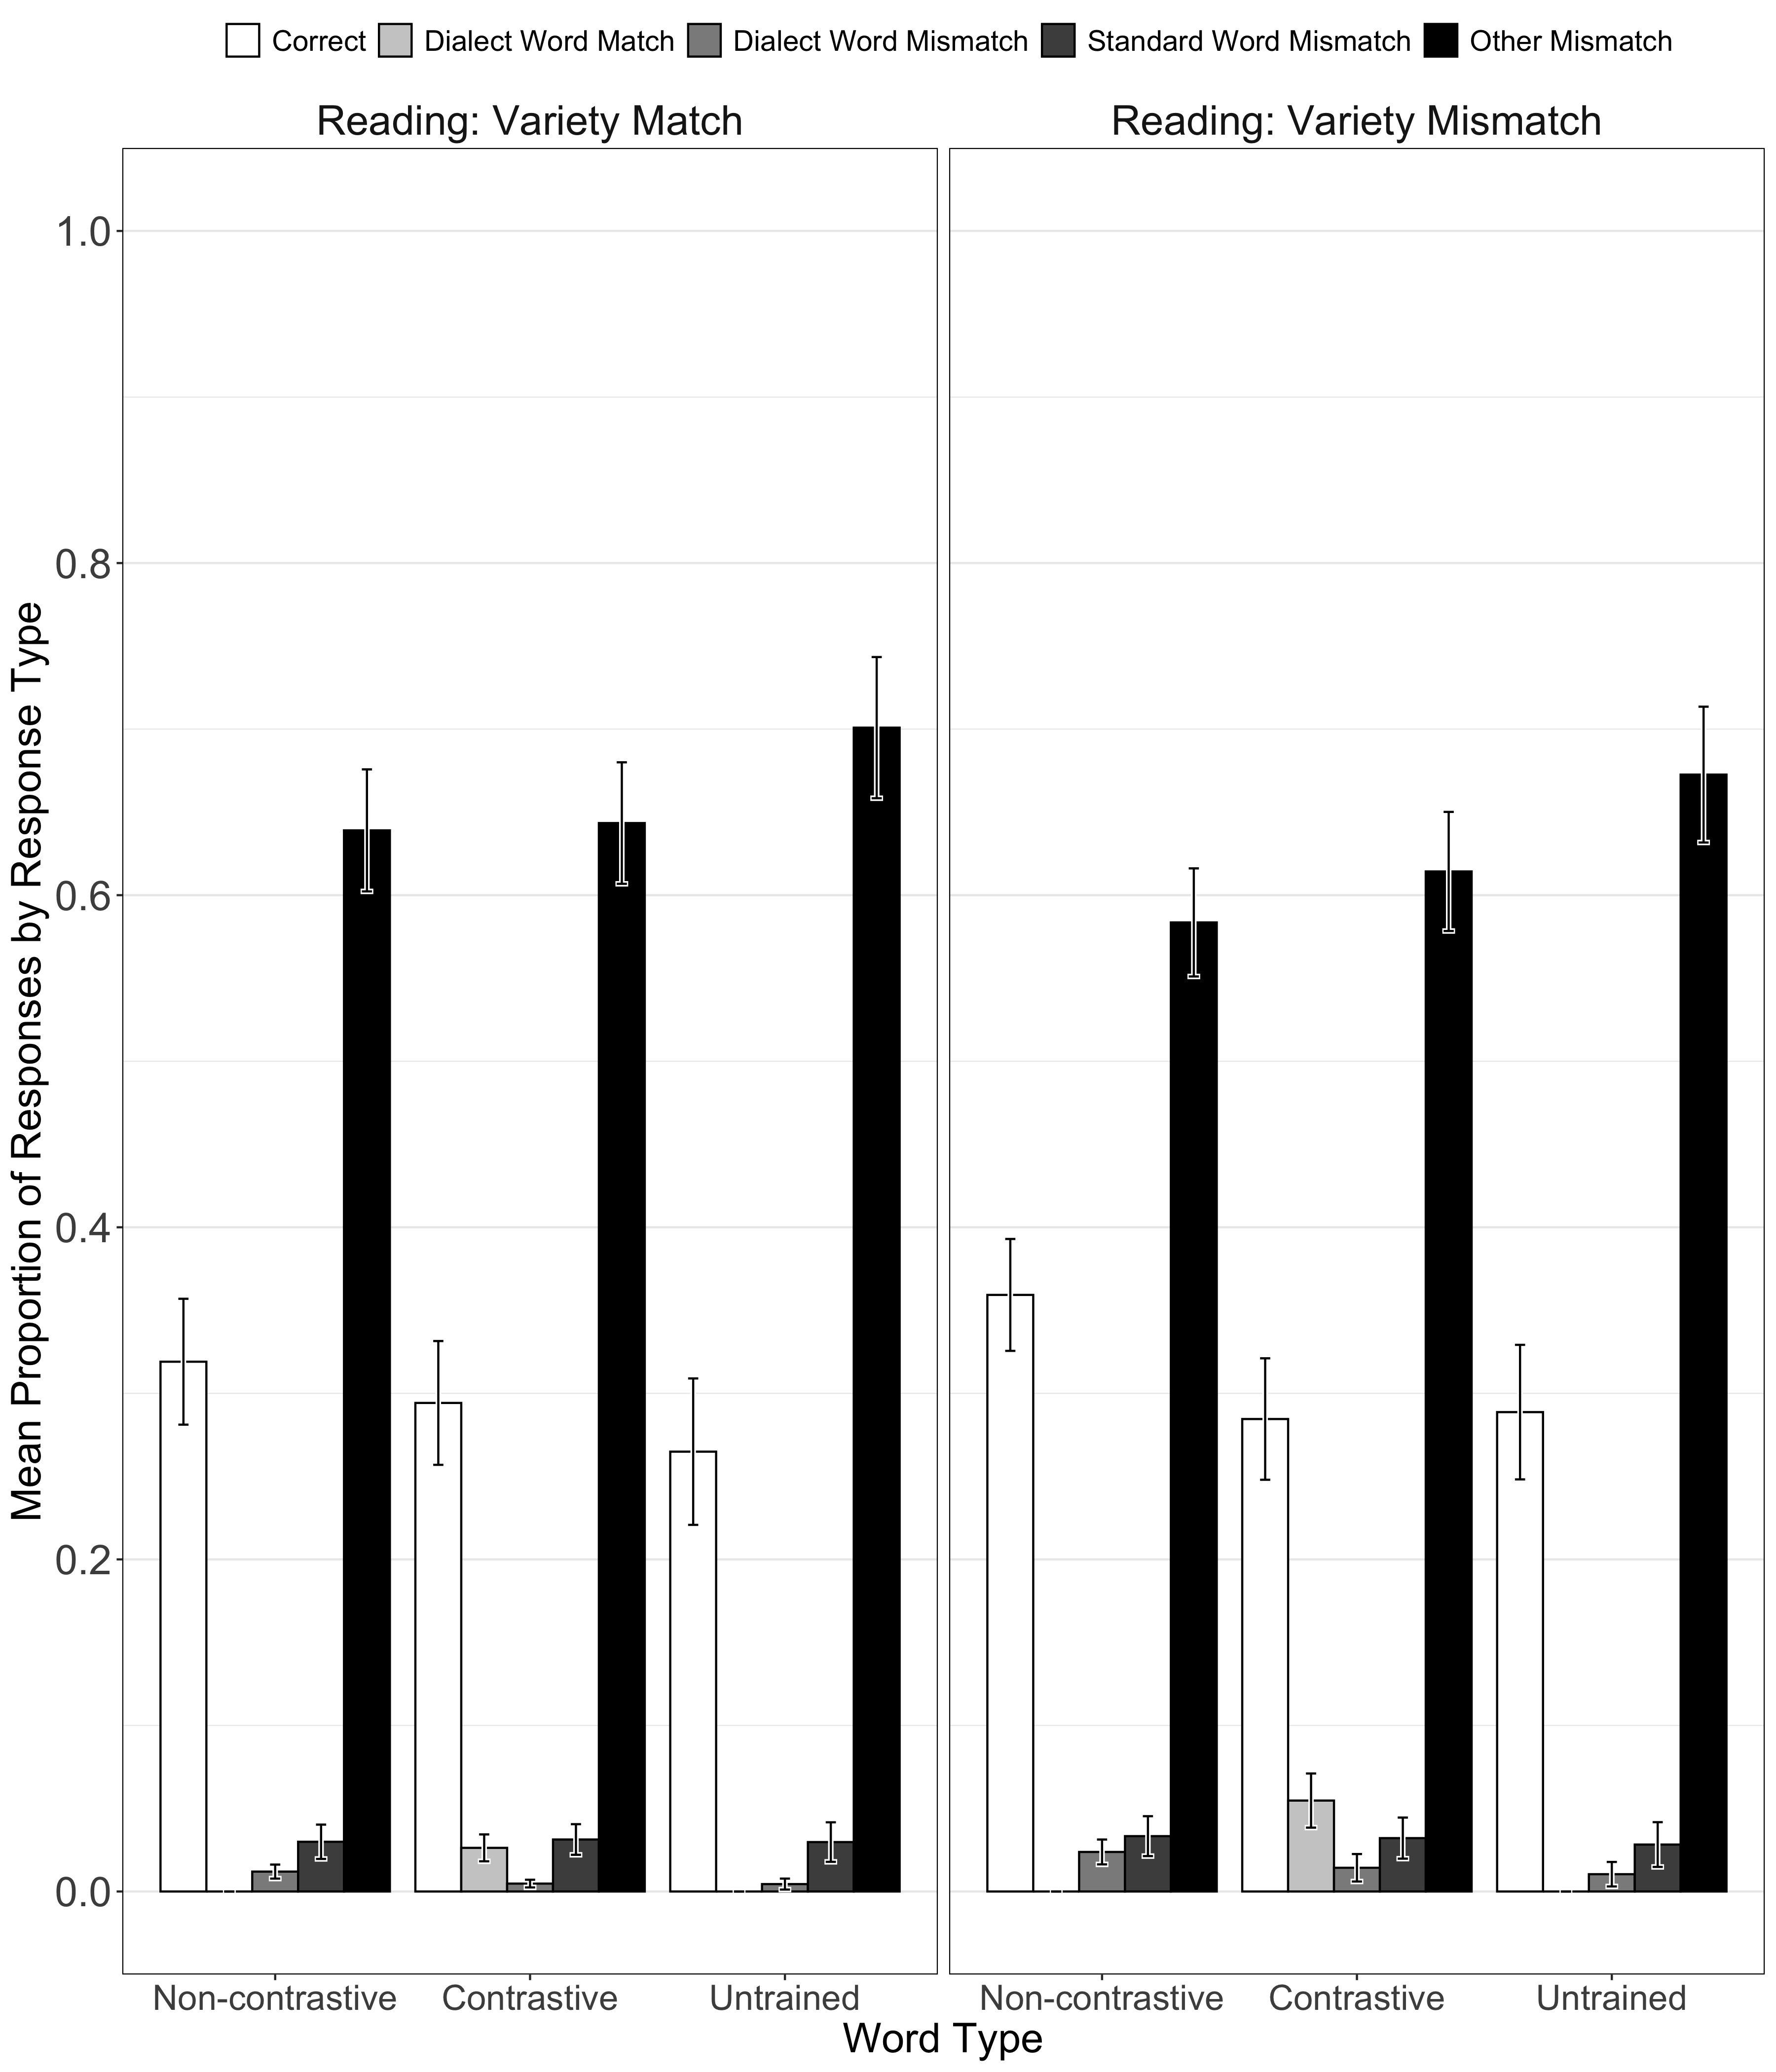 Correct Dialect Word Match Dialect Word Mismatch Standard Word Mismatch Other Mismatch
Reading: Variety Match Reading: Variety Mismatch
Mean Proportion of Responses by Response Type
1.0
0.8
0.6
0.4
0.2
0.0
Non-contrastive Contrastive Untrained Non-contrastive Contrastive Untrained
Word Type